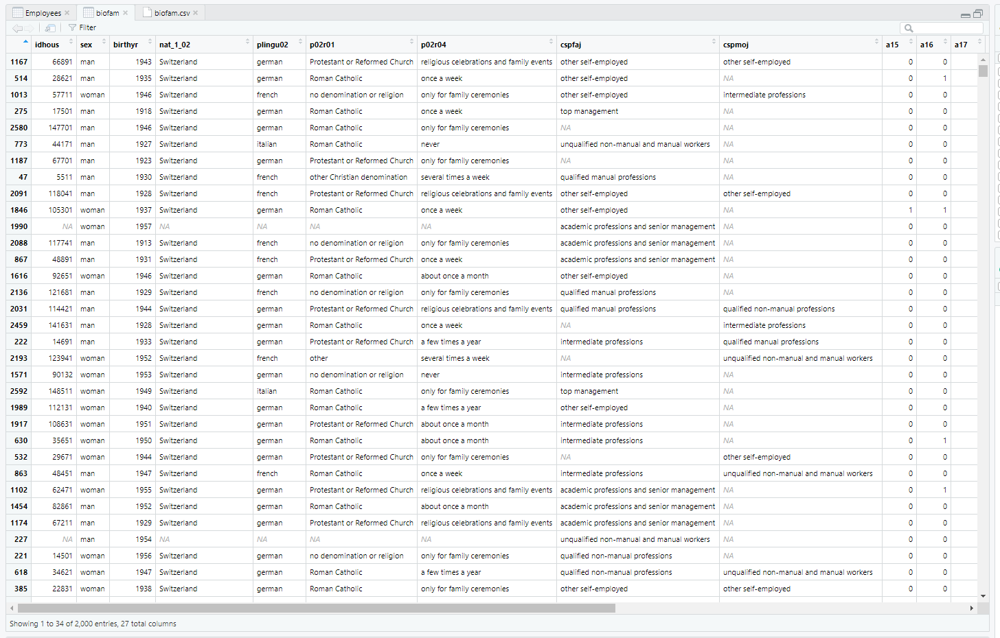 Employees biofam biofam.csv
Filter
idhous sex birthyr nat_1_02 plingu02 p02r01 p02r04 cspfaj cspmoj a15 a16 a17
1167 66891 man 1943 Switzerland german Protestant or Reformed Church religious celebrations and family events other self-employed other self-employed 0 0
514 28621 man 1935 Switzerland german Roman Catholic once a week other self-employed NA 0 1
1013 57711 woman 1946 Switzerland french no denomination or religion only for family ceremonies other self-employed intermediate professions 0 0
275 17501 man 1918 Switzerland german Roman Catholic once a week top management NA 0 0
2580 147701 man 1946 Switzerland german Roman Catholic only for family ceremonies NA NA 0 0
773 44171 man 1927 Switzerland italian Roman Catholic never unqualified non-manual and manual workers NA 0 0
1187 67701 man 1923 Switzerland german Protestant or Reformed Church only for family ceremonies NA NA 0 0
47 5511 man 1930 Switzerland french other Christian denomination several times a week qualified manual professions NA 0 0
2091 118041 man 1928 Switzerland french Protestant or Reformed Church religious celebrations and family events other self-employed other self-employed 0 0
1846 105301 woman 1937 Switzerland german Roman Catholic once a week other self-employed NA 1 1
1990 NA woman 1957 NA NA NA NA academic professions and senior management NA 0 0
2088 117741 man 1913 Switzerland french no denomination or religion only for family ceremonies academic professions and senior management NA 0 0
867 48891 man 1931 Switzerland french Protestant or Reformed Church once a week academic professions and senior management NA 0 0
1616 92651 woman 1946 Switzerland german Roman Catholic about once a month other self-employed NA 0 0
2136 121681 man 1929 Switzerland french no denomination or religion only for family ceremonies qualified manual professions NA 0 0
2031 114421 man 1944 Switzerland german Protestant or Reformed Church religious celebrations and family events qualified manual professions qualified non-manual professions 0 0
2459 141631 man 1928 Switzerland german Roman Catholic once a week NA intermediate professions 0 0
222 14691 man 1933 Switzerland german Protestant or Reformed Church a few times a year intermediate professions qualified manual professions 0 0
2193 123941 woman 1952 Switzerland french other several times a week NA unqualified non-manual and manual workers 0 0
1571 90132 woman 1953 Switzerland german no denomination or religion never intermediate professions NA 0 0
2592 148511 woman 1949 Switzerland italian Roman Catholic only for family ceremonies top management NA 0 0
1989 112131 woman 1940 Switzerland german Roman Catholic a few times a year other self-employed NA 0 0
1917 108631 woman 1951 Switzerland german Protestant or Reformed Church about once a month intermediate professions NA 0 0
630 35651 woman 1950 Switzerland german Roman Catholic about once a month intermediate professions NA 0 1
532 29671 woman 1944 Switzerland german Protestant or Reformed Church only for family ceremonies NA other self-employed 0 0
863 48451 man 1947 Switzerland french Roman Catholic once a week intermediate professions unqualified non-manual and manual workers 0 0
1102 62471 woman 1955 Switzerland german Protestant or Reformed Church religious celebrations and family events academic professions and senior management NA 0 1
1454 82861 man 1952 Switzerland german Roman Catholic about once a month academic professions and senior management NA 0 0
1174 67211 man 1929 Switzerland german Protestant or Reformed Church religious celebrations and family events academic professions and senior management NA 0 0
227 NA man 1954 NA NA NA NA unqualified non-manual and manual workers NA 0 0
221 14501 woman 1956 Switzerland german no denomination or religion only for family ceremonies qualified non-manual professions NA 0 0
618 34621 woman 1947 Switzerland german Roman Catholic a few times a year qualified non-manual professions unqualified non-manual and manual workers 0 0
385 22831 woman 1938 Switzerland german Roman Catholic only for family ceremonies other self-employed other self-employed 0 0
Showing 1 to 34 of 2,000 entries, 27 total columns